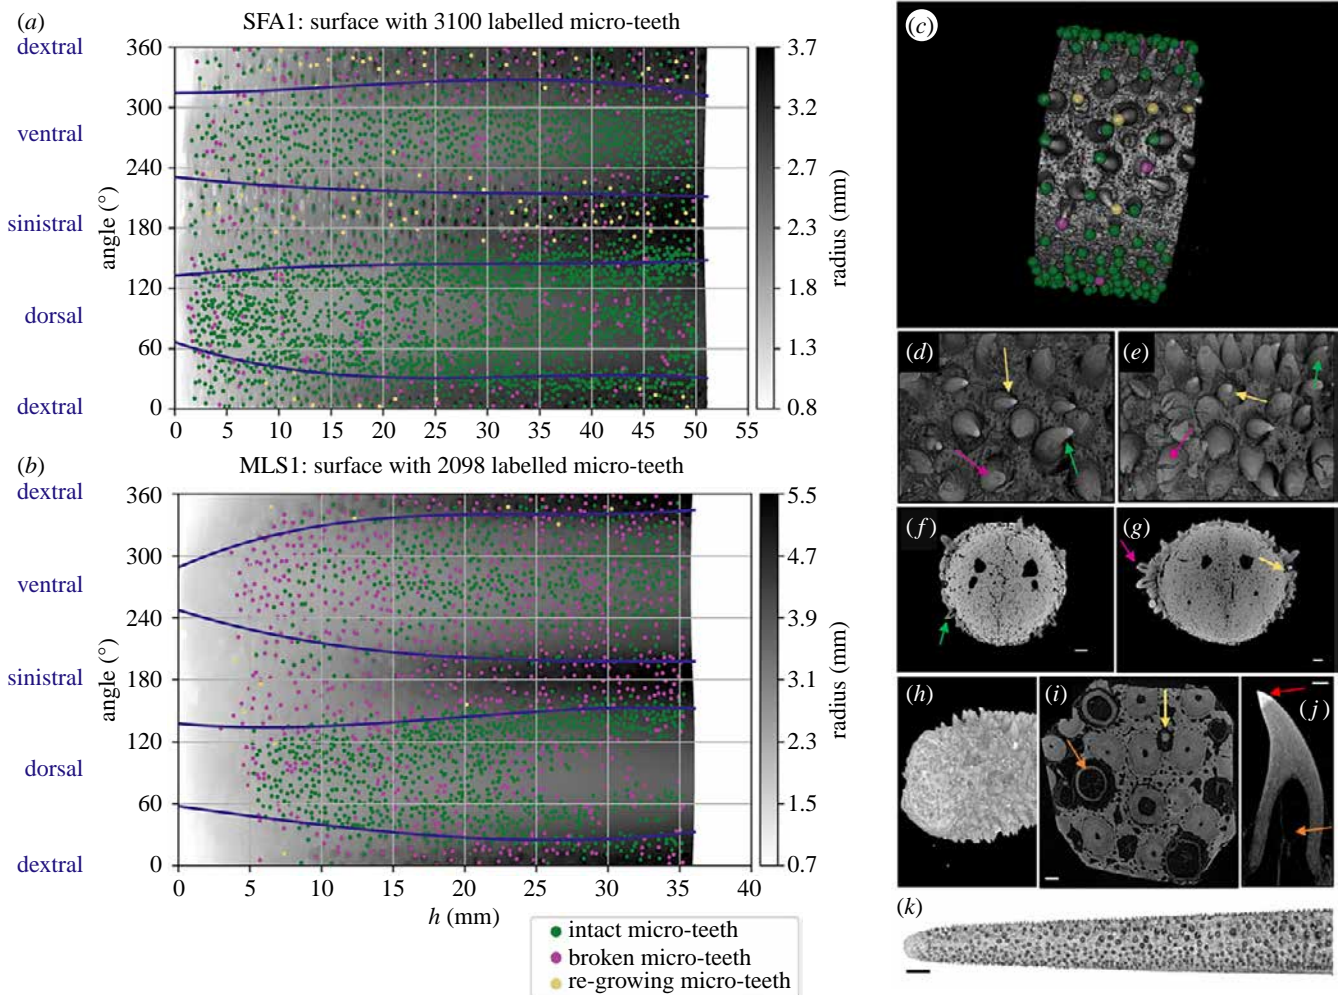 (a)
SFA1: surface with 3100 labelled micro-teeth
dextral
ventral
sinistral
dorsal
dextral
angle (°)
360
300
240
180
120
60
0
0 5 10 15 20 25 30 35 40 45 50 55
3.7
3.2
2.7
2.3
1.8
1.3
0.8
radius (mm)
(b)
MLS1: surface with 2098 labelled micro-teeth
dextral
ventral
sinistral
dorsal
dextral
angle (°)
360
300
240
180
120
60
0
0 5 10 15 20 25 30 35 40
h (mm)
5.5
4.7
3.9
3.1
2.3
1.5
0.7
radius (mm)
intact micro-teeth
broken micro-teeth
re-growing micro-teeth
(c)
(d)
(e)
(f)
(g)
(h)
(i)
(j)
(k)